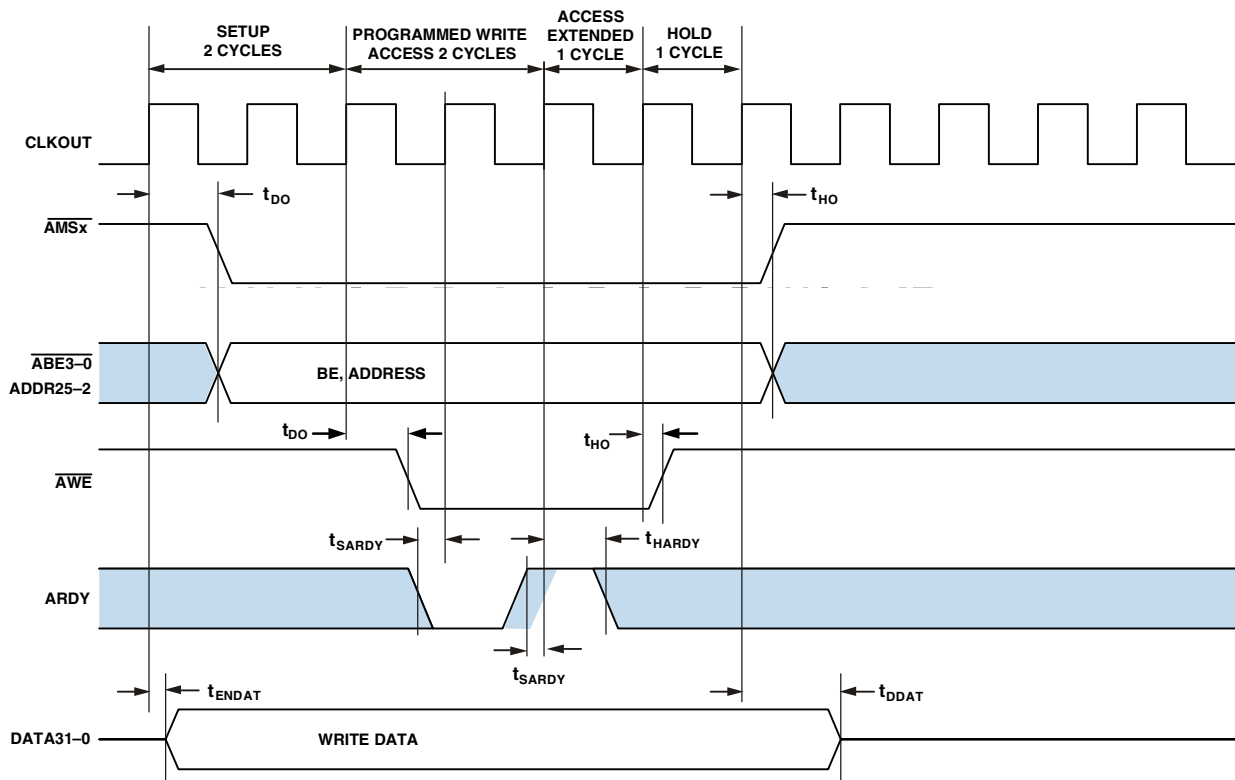 SETUP
2 CYCLES
PROGRAMMED WRITE
ACCESS 2 CYCLES
ACCESS
EXTENDED
1 CYCLE
HOLD
1 CYCLE
CLKOUT
tDO
tHO
AMSx
ABE3–0
ADDR25–2
BE, ADDRESS
tDO
tHO
AWE
tSARDY
tHARDY
ARDY
tSARDY
tENDAT
tDDAT
DATA31–0
WRITE DATA